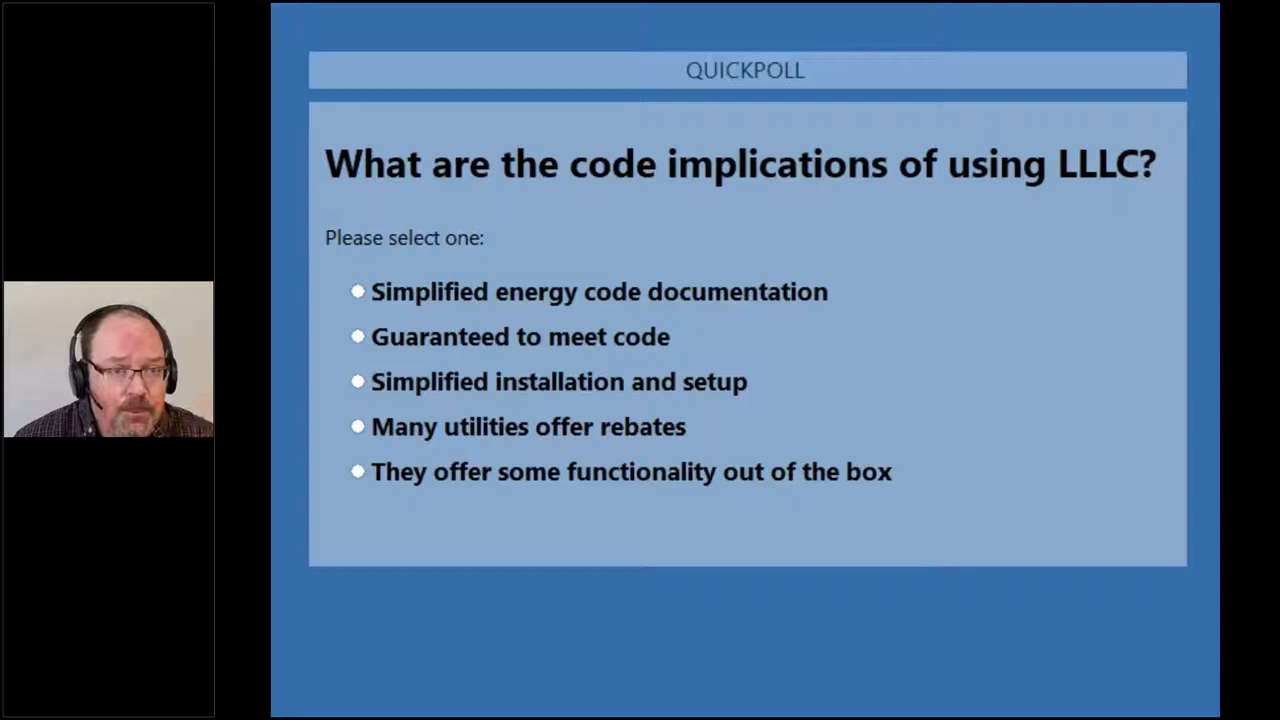 QUICKPOLL
What are the code implications of using LLLC?
Please select one:
Simplified energy code documentation
Guaranteed to meet code
Simplified installation and setup
Many utilities offer rebates
They offer some functionality out of the box